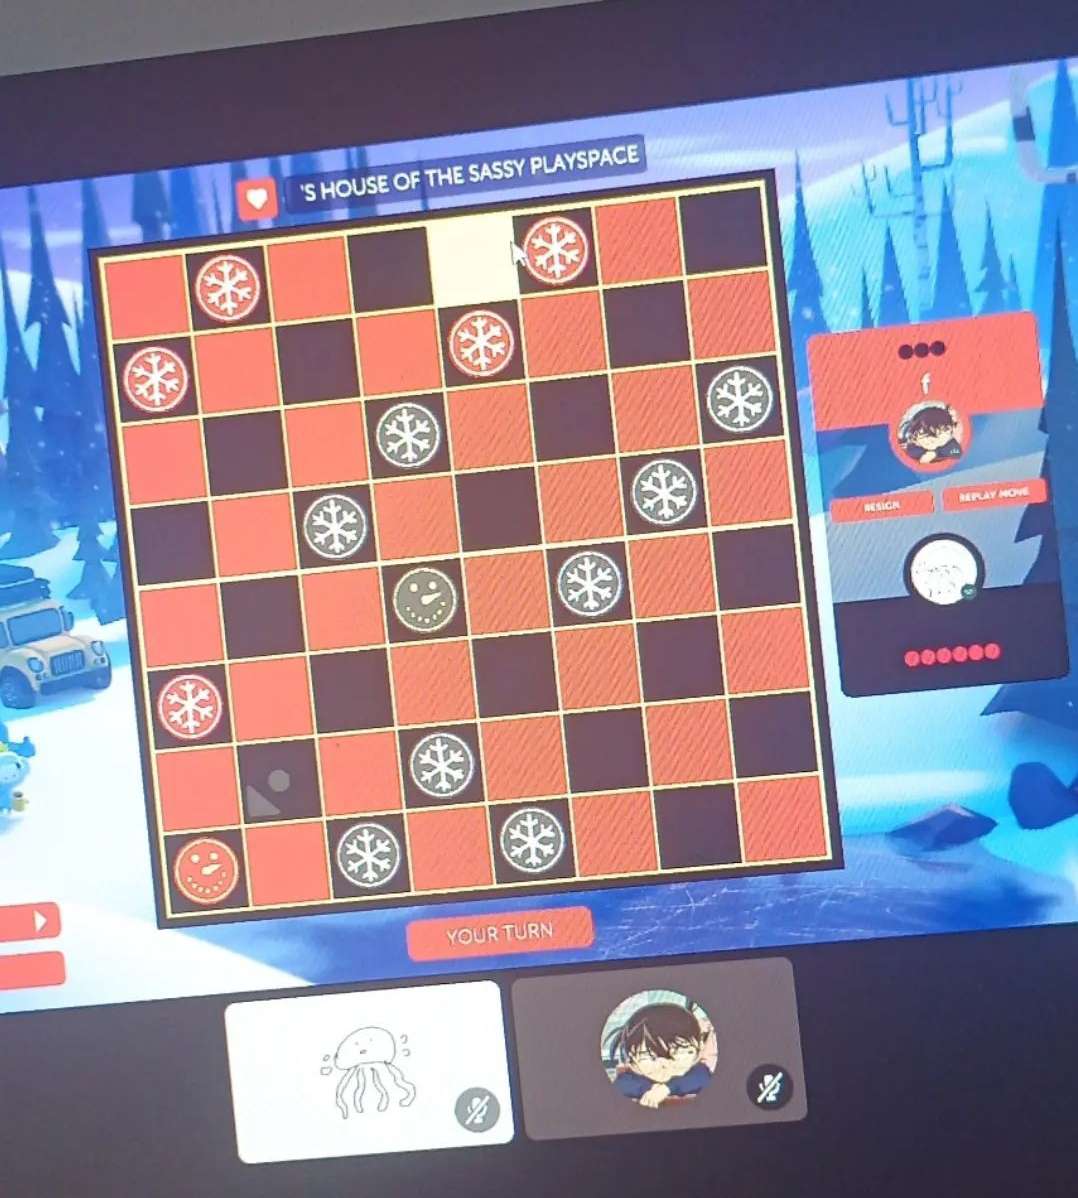 'S HOUSE OF THE SASSY PLAYSPACE
f
RESIGN
REPLAY MOVE
YOUR TURN